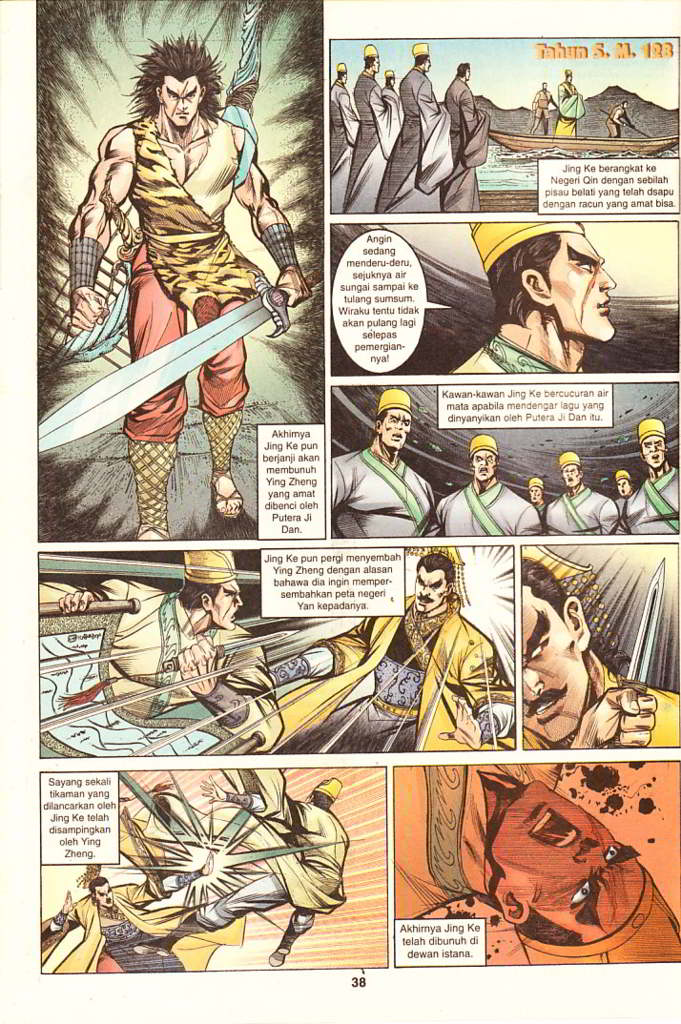 Akhirnya
Jing Ke pun
berjanji akan
membunuh
Ying Zheng
yang amat
dibenci oleh
Putera Ji
Dan.
Tahun S. M. 128
Jing Ke berangkat ke
Negeri Qin dengan sebilah
pisau belati yang telah dsapu
dengan racun yang amat bisa.
Angin
sedang
menderu-deru,
sejuknya air
sungai sampai ke
tulang sumsum.
Wiraku tentu tidak
akan pulang lagi
selepas
pemergian-
nya!
Kawan-kawan Jing Ke bercucuran air
mata apabila mendengar lagu yang
dinyanyikan oleh Putera Ji Dan itu.
Jing Ke pun pergi menyembah
Ying Zheng dengan alasan
bahawa dia ingin memper-
sembahkan peta negeri
Yan kepadanya.
Sayang sekali
tikaman yang
dilancarkan oleh
Jing Ke telah
disampingkan
oleh Ying
Zheng.
Akhirnya Jing Ke
telah dibunuh di
dewan istana.
38